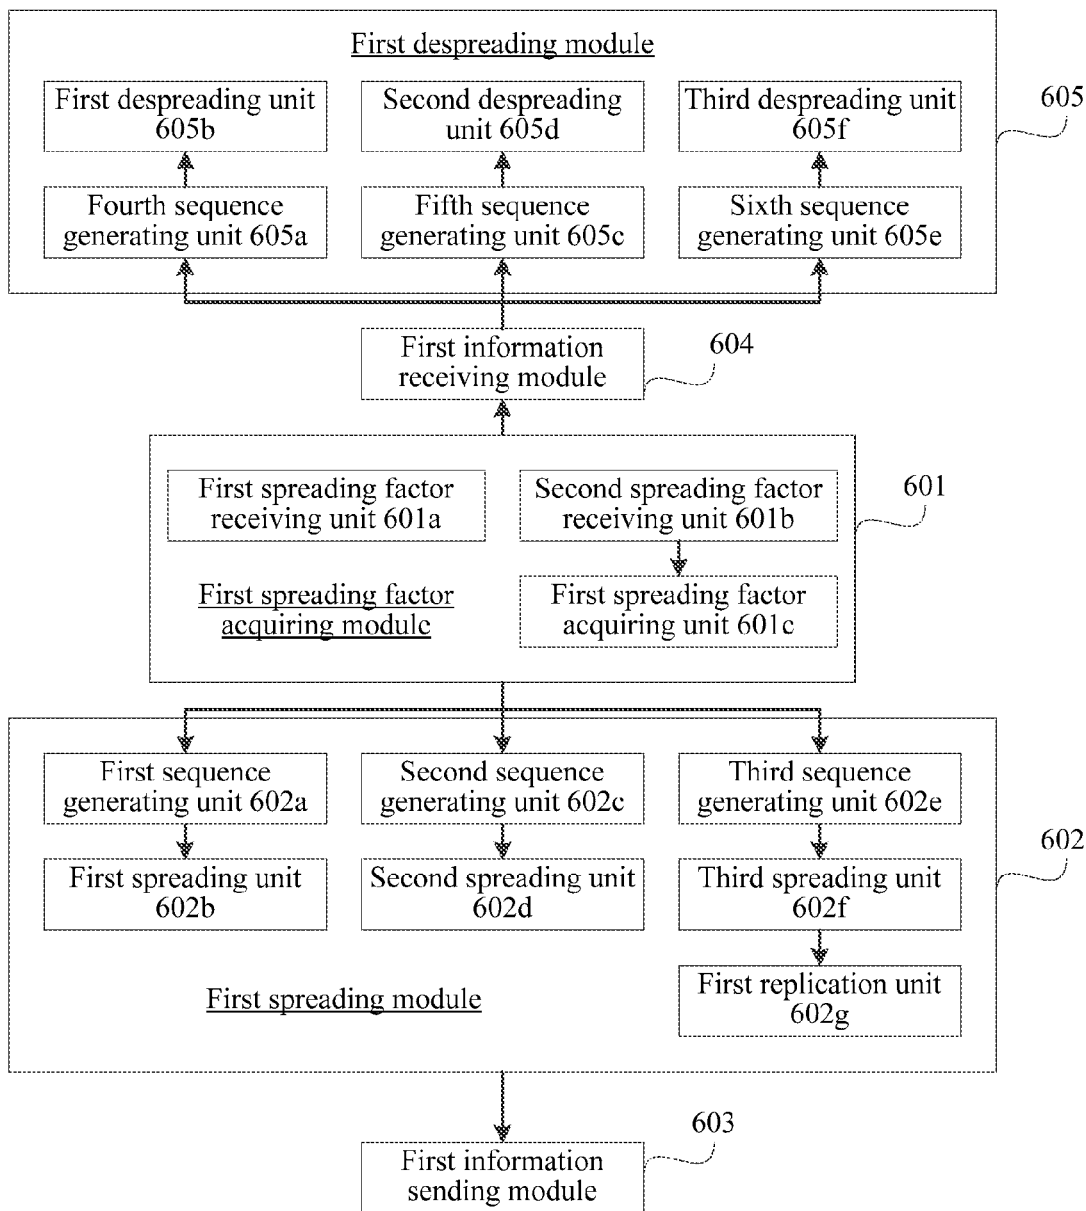 First despreading module
First despreading unit
605b
Second despreading
unit 605d
Third despreading unit
605f
605
Fourth sequence
generating unit 605a
Fifth sequence
generating unit 605c
Sixth sequence
generating unit 605e
First information
receiving module
604
First spreading factor
receiving unit 601a
Second spreading factor
receiving unit 601b
601
First spreading factor
acquiring module
First spreading factor
acquiring unit 601c
First sequence
generating unit 602a
Second sequence
generating unit 602c
Third sequence
generating unit 602e
602
First spreading unit
602b
Second spreading unit
602d
Third spreading unit
602f
First spreading module
First replication unit
602g
603
First information
sending module